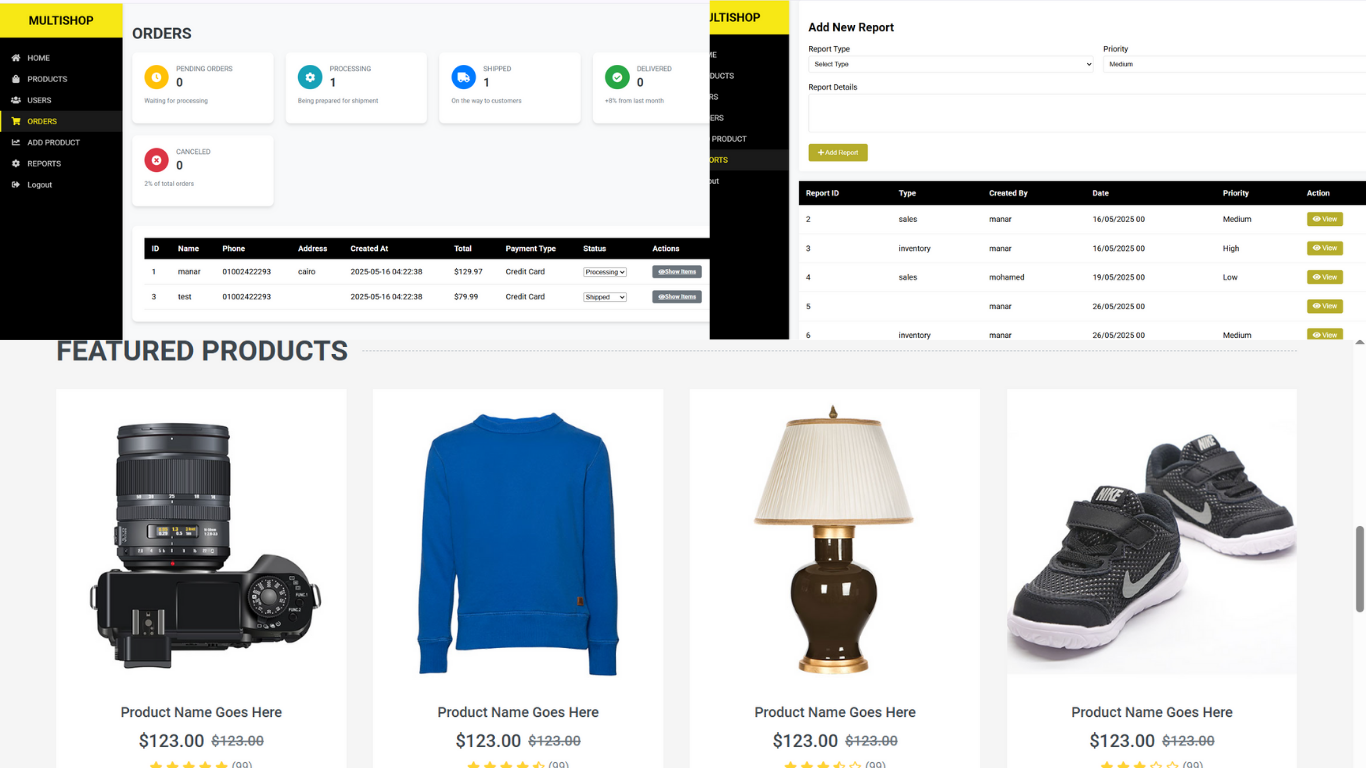 MULTISHOP
HOME
PRODUCTS
USERS
ORDERS
ADD PRODUCT
REPORTS
Logout
ORDERS
PENDING ORDERS
0
Waiting for processing
PROCESSING
1
Being prepared for shipment
SHIPPED
1
On the way to customers
DELIVERED
0
+8% from last month
CANCELED
0
2% of total orders
ID Name Phone Address Created At Total Payment Type Status Actions
1 manar 01002422293 cairo 2025-05-16 04:22:38 $129.97 Credit Card Processing Show Items
3 test 01002422293 2025-05-16 04:22:38 $79.99 Credit Card Shipped Show Items
ULTISHOP
ME
DUCTS
RS
ERS
PRODUCT
ORTS
out
Add New Report
Report Type
Select Type
Priority
Medium
Report Details
+ Add Report
Report ID Type Created By Date Priority Action
2 sales manar 16/05/2025 00 Medium View
3 inventory manar 16/05/2025 00 High View
4 sales mohamed 19/05/2025 00 Low View
5 manar 26/05/2025 00 View
6 inventory manar 26/05/2025 00 Medium View
FEATURED PRODUCTS
FUNC.1
FUNC.2
NIKE
NIKE
Product Name Goes Here
$123.00 $123.00
(99)
Product Name Goes Here
$123.00 $123.00
(99)
Product Name Goes Here
$123.00 $123.00
(99)
Product Name Goes Here
$123.00 $123.00
(99)